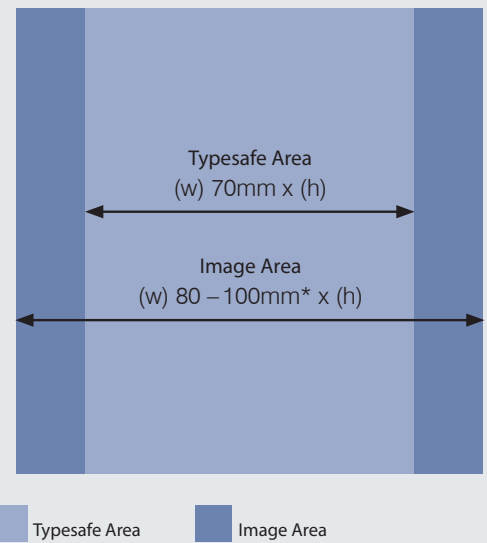 Typesafe Area
(w) 70mm x (h)
Image Area
(w) 80 – 100mm* x (h)
Typesafe Area
Image Area